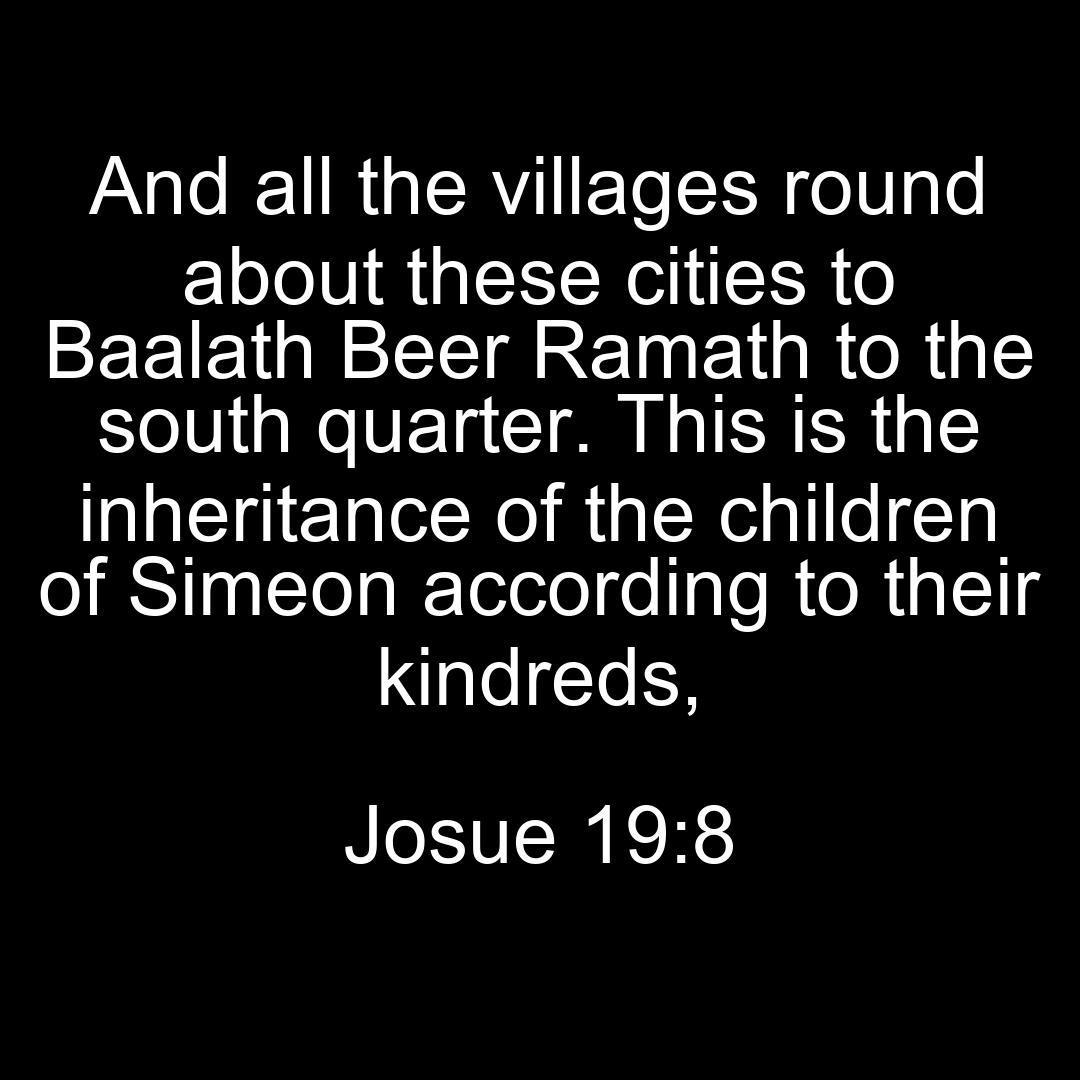 And all the villages round
about these cities to
Baalath Beer Ramath to the
south quarter. This is the
inheritance of the children
of Simeon according to their
kindreds,
Josue 19:8